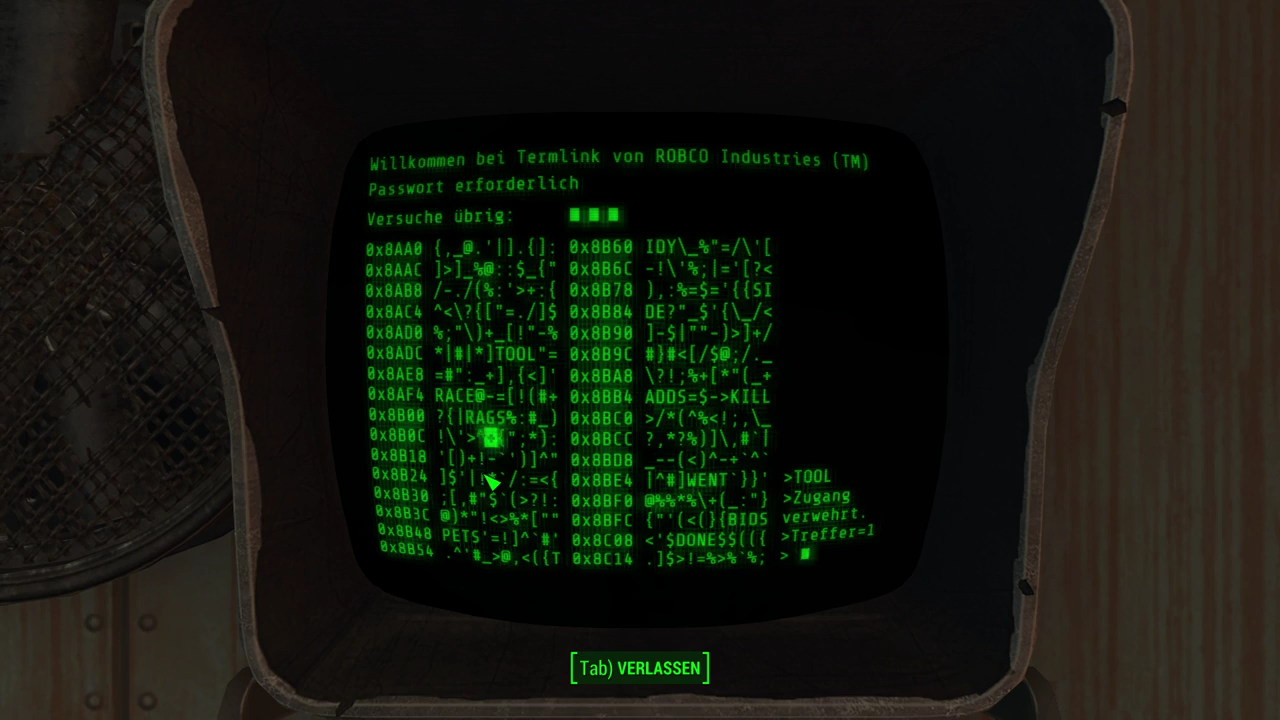 Willkommen bei Termlink von ROBCO Industries (TM)
Passwort erforderlich
Versuche übrig: ■ ■ ■
0x8AA0 {,_@.'|].{]: 0x8B60 IDY\_%"=/\'[
0x8AAC ]>]_%@::$_{" 0x8B6C -!\'%;|='[?<
0x8AB8 /-./(%:'>+:{ 0x8B78 ),:%=$='{{SI
0x8AC4 ^<\?{["=./]$ 0x8B84 DE?"_$'{\_/<
0x8AD0 %;"\)+_[!"-% 0x8B90 ]-$|""-)>]+/
0x8ADC *|#|*]TOOL"= 0x8B9C #}#<[/$@;/._
0x8AE8 =#":_+],{<]' 0x8BA8 \?!;%+[*"(_+
0x8AF4 RACE@-=[!(#+ 0x8BB4 ADDS=$->KILL
0x8B00 ?{|RAGS%:#_) 0x8BC0 >/*(^%<!;,\_
0x8B0C !\'> {";*): 0x8BCC ?,*?%)]\,#`|
0x8B18 '[)+!-`')]^" 0x8BD8 _--(<)^-+`^`
0x8B24 ]$'|!*`/:=<{ 0x8BE4 |^#]WENT`}}' >TOOL
0x8B30 ;[,#"$`(>?!: 0x8BF0 @%%*%\+(_:"} >Zugang
0x8B3C @)*"!<>%*["" 0x8BFC {"'(<(}{BIDS verwehrt.
0x8B48 PETS'=!]^`#' 0x8C08 <'$DONE$$(({ >Treffer=1
0x8B54 .^'#_>@,<({T 0x8C14 .]$>!=%>%`%; > ■
Tab) VERLASSEN